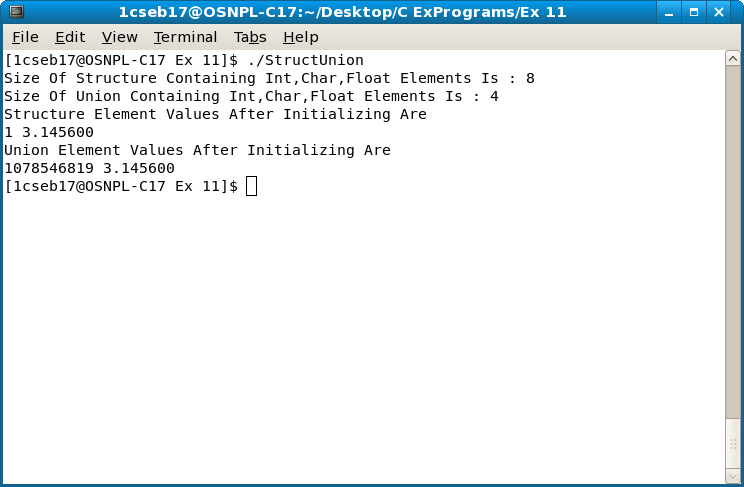 1cseb17@OSNPL-C17:~/Desktop/C ExPrograms/Ex 11
File Edit View Terminal Tabs Help
[1cseb17@OSNPL-C17 Ex 11]$ ./StructUnion
Size Of Structure Containing Int,Char,Float Elements Is : 8
Size Of Union Containing Int,Char,Float Elements Is : 4
Structure Element Values After Initializing Are
1 3.145600
Union Element Values After Initializing Are
1078546819 3.145600
[1cseb17@OSNPL-C17 Ex 11]$